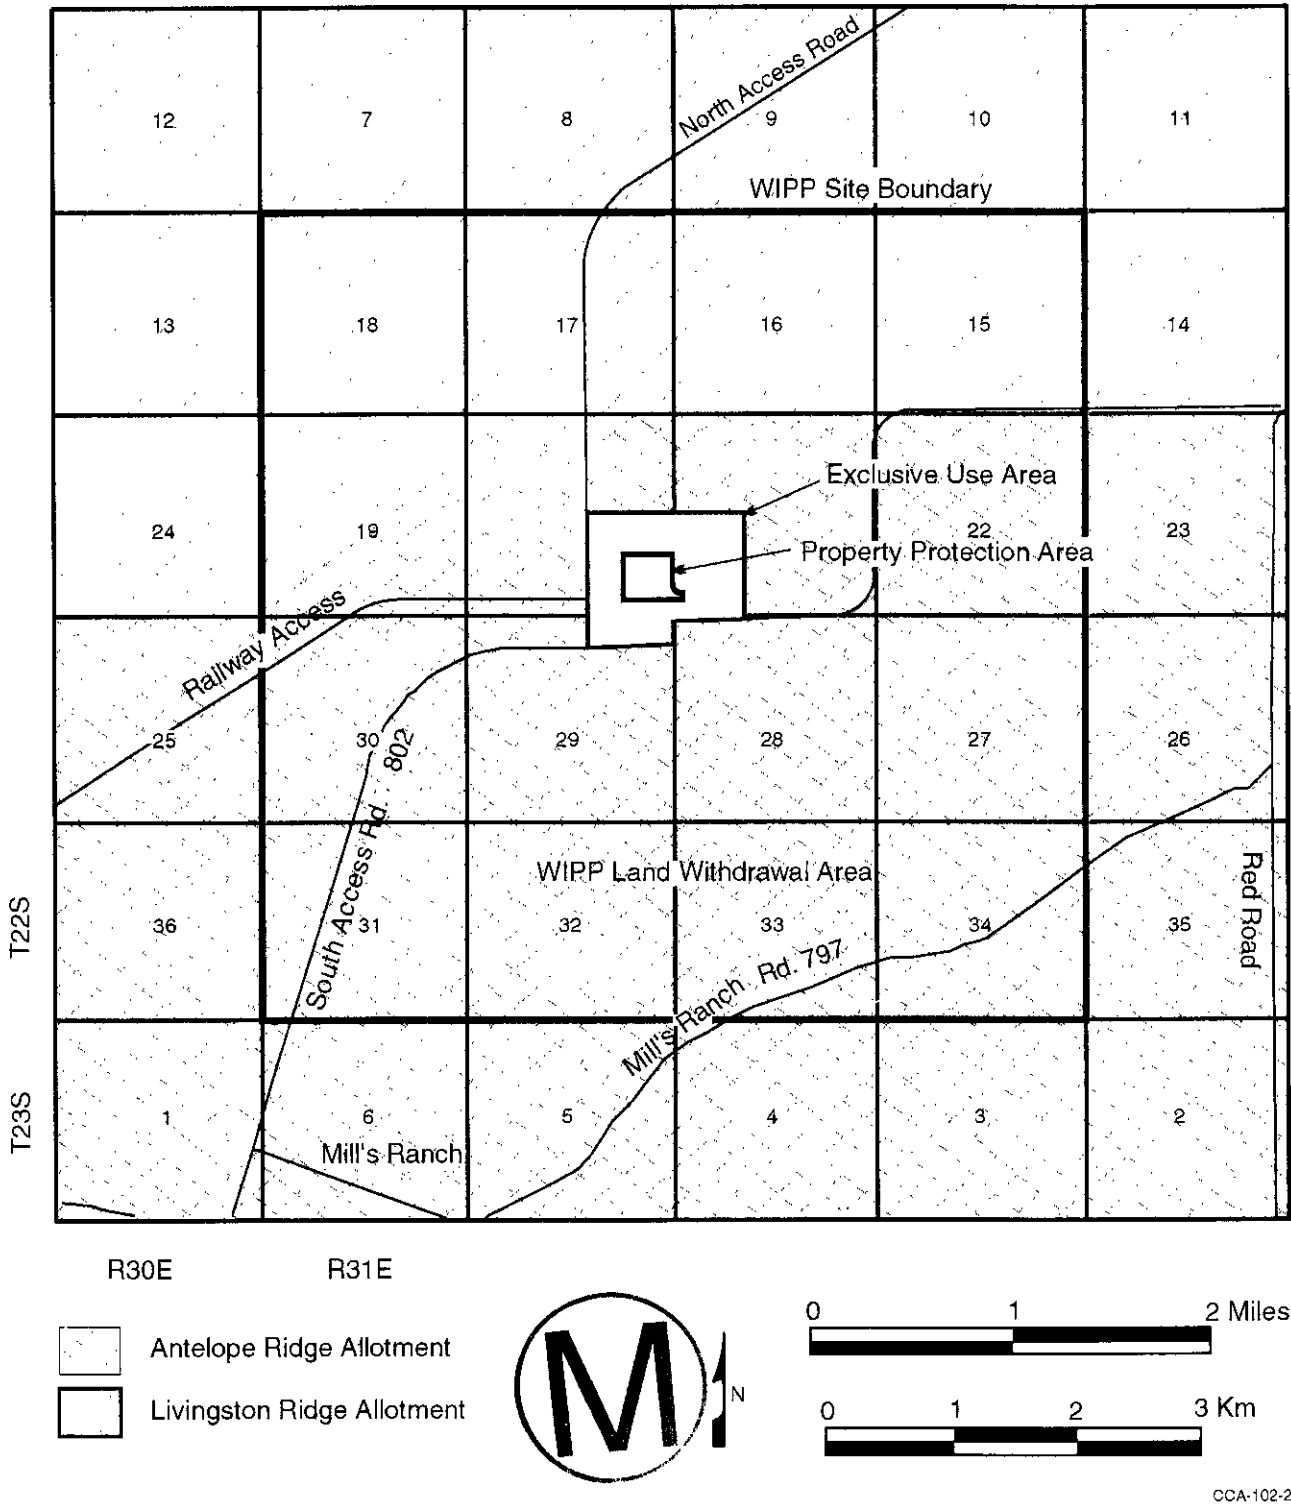 North Access Road
12 7 8 9 10 11
WIPP Site Boundary
13 18 17 16 15 14
Exclusive Use Area
24 19 22 23
Property Protection Area
Railway Access
25 30 29 28 27 26
South Access Rd. 802
WIPP Land Withdrawal Area
Red Road
T22S
36 31 32 33 34 35
Mill's Ranch Rd. 797
T23S
1 6 5 4 3 2
Mill's Ranch
R30E R31E
0 1 2 Miles
Antelope Ridge Allotment
M
N
Livingston Ridge Allotment
0 1 2 3 Km
CCA-102-2